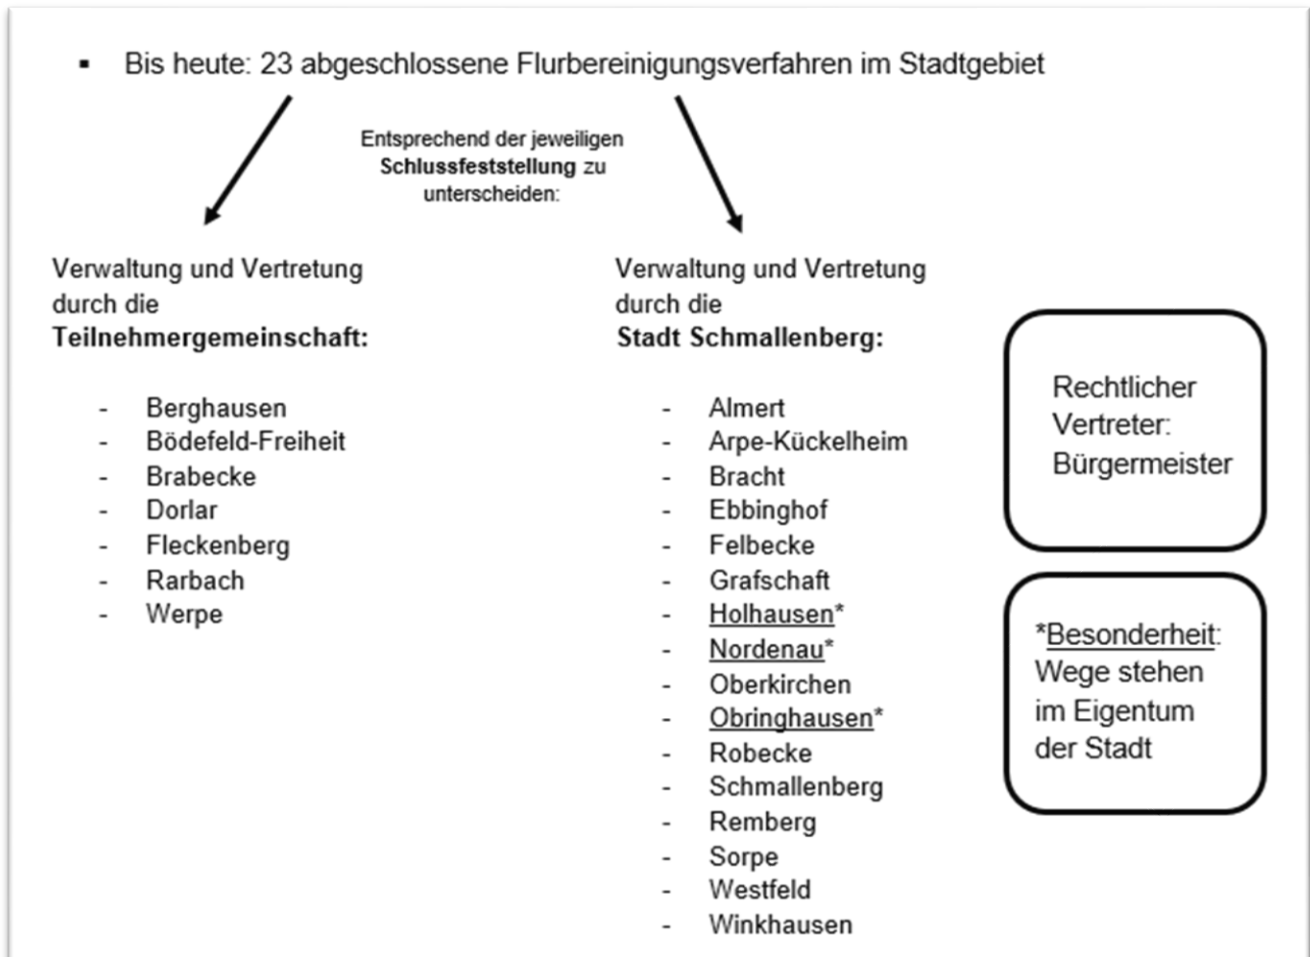 ▪ Bis heute: 23 abgeschlossene Flurbereinigungsverfahren im Stadtgebiet
Entsprechend der jeweiligen
Schlussfeststellung zu
unterscheiden:
Verwaltung und Vertretung
durch die
Teilnehmergemeinschaft:
- Berghausen
- Bödefeld-Freiheit
- Brabecke
- Dorlar
- Fleckenberg
- Rarbach
- Werpe
Verwaltung und Vertretung
durch die
Stadt Schmallenberg:
- Almert
- Arpe-Kückelheim
- Bracht
- Ebbinghof
- Felbecke
- Grafschaft
- Holhausen*
- Nordenau*
- Oberkirchen
- Obringhausen*
- Robecke
- Schmallenberg
- Remberg
- Sorpe
- Westfeld
- Winkhausen
Rechtlicher
Vertreter:
Bürgermeister
*Besonderheit:
Wege stehen
im Eigentum
der Stadt